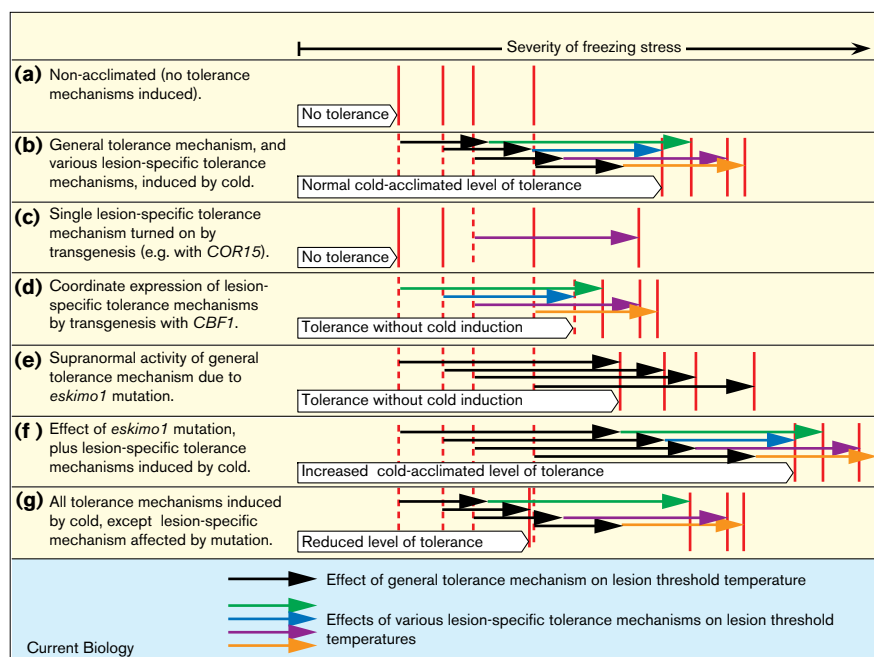 Severity of freezing stress
(a) Non-acclimated (no tolerance
mechanisms induced).
No tolerance
(b) General tolerance mechanism, and
various lesion-specific tolerance
mechanisms, induced by cold.
Normal cold-acclimated level of tolerance
(c) Single lesion-specific tolerance
mechanism turned on by
transgenesis (e.g. with COR15).
No tolerance
(d) Coordinate expression of lesion-
specific tolerance mechanisms
by transgenesis with CBF1.
Tolerance without cold induction
(e) Supranormal activity of general
tolerance mechanism due to
eskimo1 mutation.
Tolerance without cold induction
(f) Effect of eskimo1 mutation,
plus lesion-specific tolerance
mechanisms induced by cold.
Increased cold-acclimated level of tolerance
(g) All tolerance mechanisms induced
by cold, except lesion-specific
mechanism affected by mutation.
Reduced level of tolerance
Effect of general tolerance mechanism on lesion threshold temperature
Effects of various lesion-specific tolerance mechanisms on lesion threshold
temperatures
Current Biology